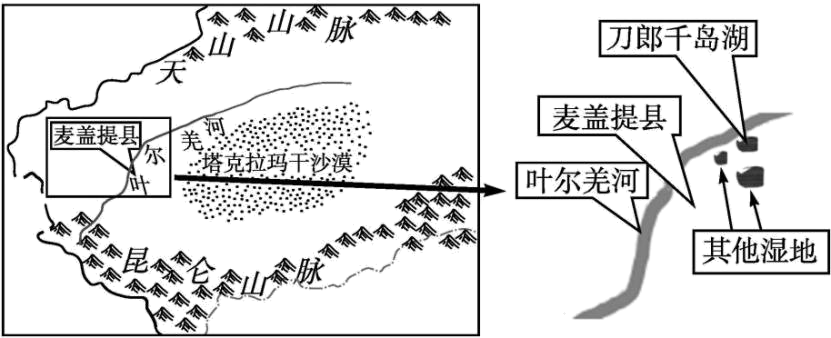 天山山脉
麦盖提县
叶尔羌河
塔克拉玛干沙漠
昆仑山脉
刀郎千岛湖
麦盖提县
叶尔羌河
其他湿地